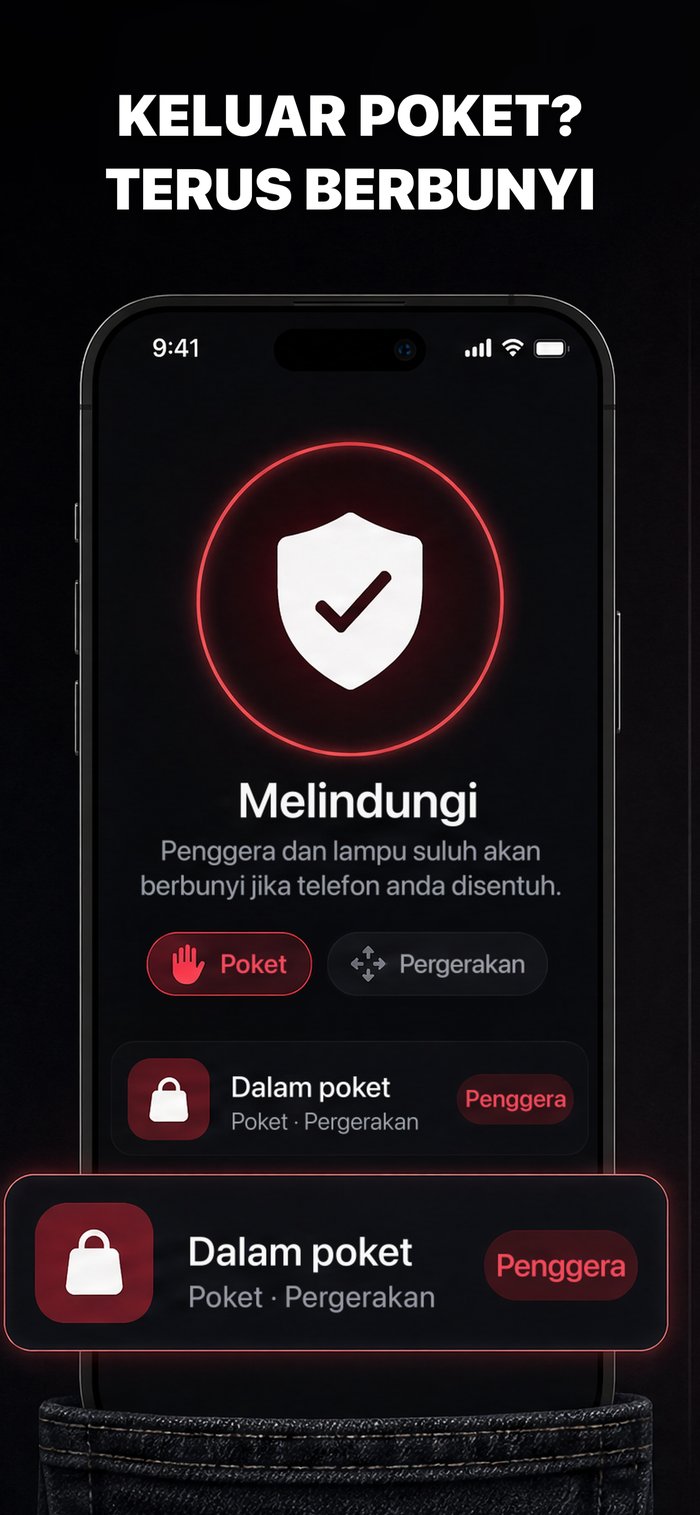 KELUAR POKET?
TERUS BERBUNYI
9:41
Melindungi
Penggera dan lampu suluh akan
berbunyi jika telefon anda disentuh.
Poket
Pergerakan
Dalam poket
Poket · Pergerakan
Penggera
Dalam poket
Poket · Pergerakan
Penggera